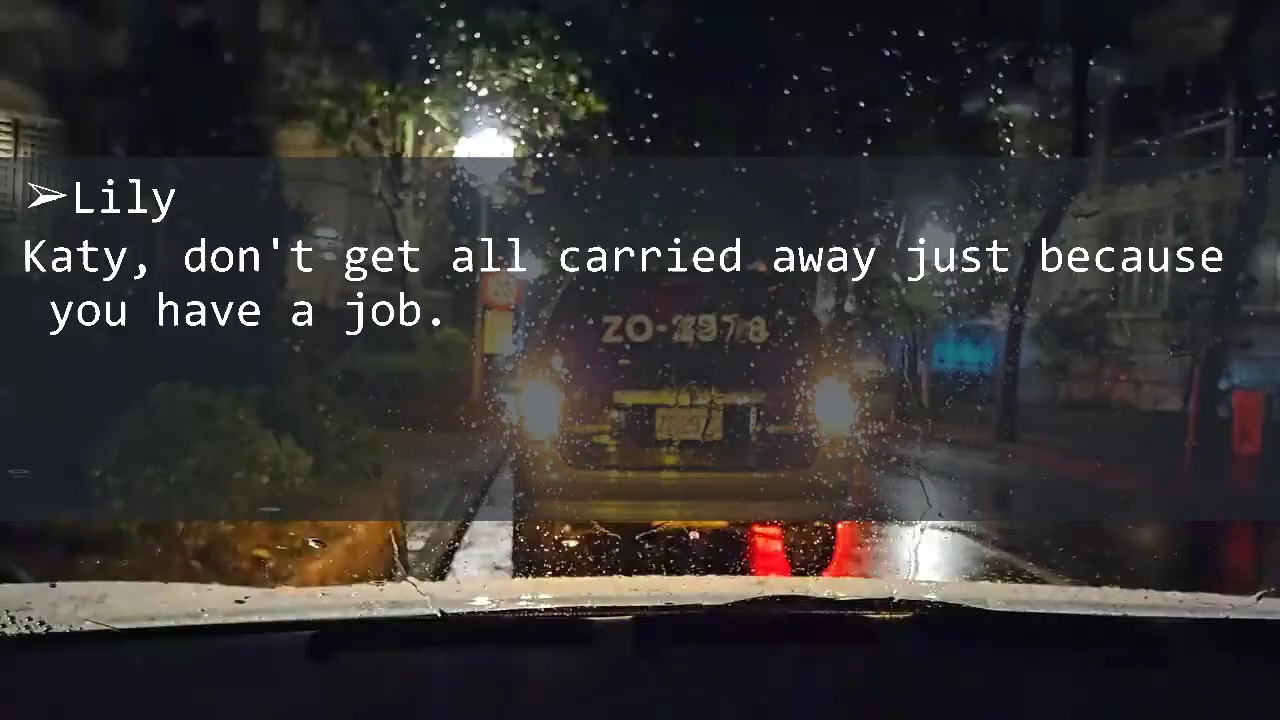 ➢Lily
Katy, don't get all carried away just because
you have a job.